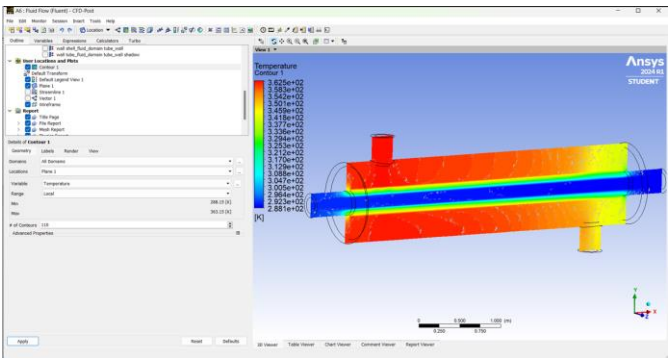 A6 : Fluid Flow (Fluent) - CFD-Post
File Edit Monitor Session Insert Tools Help
Location
Outline Variables Expressions Calculators Turbo
wall shell_fluid_domain tube_wall
wall tube_fluid_domain tube_wall shadow
User Locations and Plots
Contour 1
Default Transform
Default Legend View 1
Plane 1
Streamline 1
Vector 1
Wireframe
Report
Title Page
File Report
Mesh Report
Details of Contour 1
Geometry Labels Render View
Domains All Domains
Locations Plane 1
Variable Temperature
Range Local
Min 288.15 [K]
Max
# of Contours 110
Advanced Properties
Apply Reset Defaults
View 1
Temperature
Contour 1
3.625e+02
3.583e+02
3.542e+02
3.501e+02
3.459e+02
3.418e+02
3.377e+02
3.336e+02
3.294e+02
3.253e+02
3.212e+02
3.170e+02
3.129e+02
3.088e+02
3.047e+02
3.005e+02
2.964e+02
2.923e+02
2.881e+02
[K]
Ansys
2024 R1
STUDENT
0 0.500 1.000 (m)
0.250 0.750
Y
X
Z
3D Viewer Table Viewer Chart Viewer Comment Viewer Report Viewer